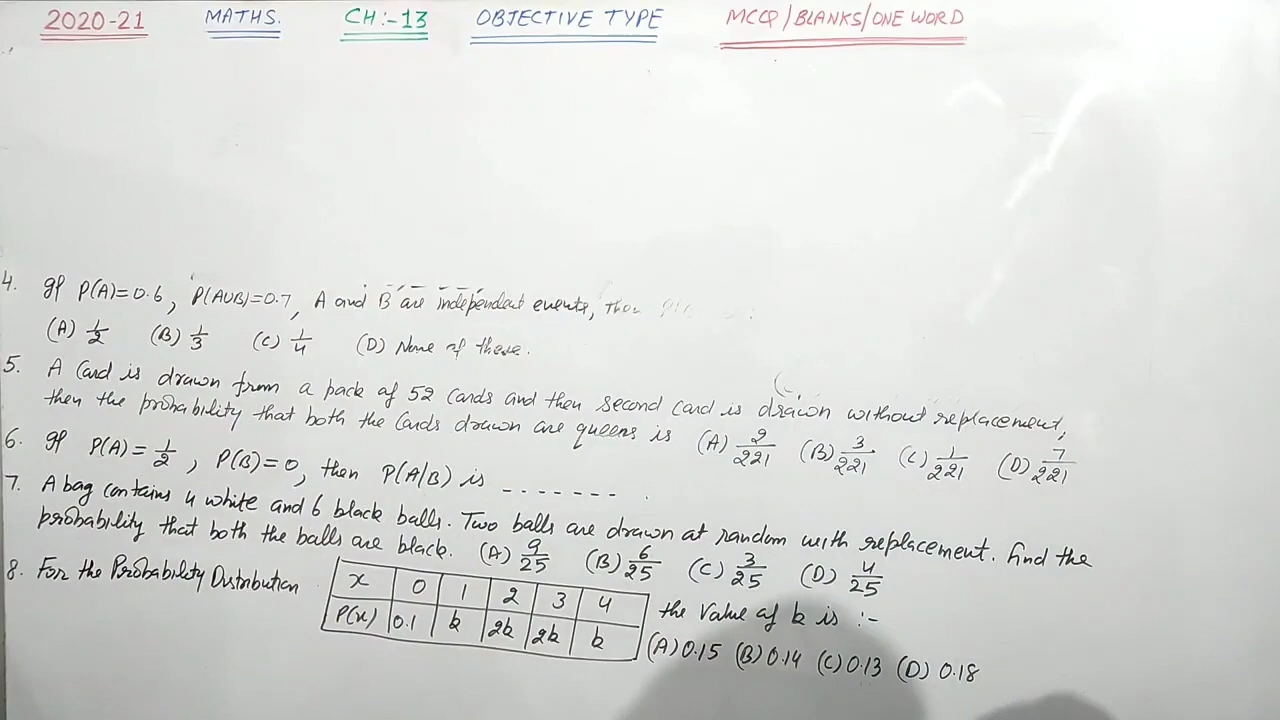 2020-21 MATHS. CH:-13 OBJECTIVE TYPE MCQ/BLANKS/ONE WORD
4. If P(A)=0.6, P(AUB)=0.7, A and B are independent events, then
(A) 1/2 (B) 1/3 (C) 1/4 (D) None of these.
5. A Card is drawn from a pack of 52 Cards and then second card is drawn without replacement,
then the probability that both the Cards drawn are queens is (A) 2/221 (B) 3/221 (C) 1/221 (D) 7/221
6. If P(A)=1/2, P(B)=0, then P(A/B) is -------.
7. A bag contains 4 white and 6 black balls. Two balls are drawn at random with replacement. Find the
probability that both the balls are black. (A) 9/25 (B) 6/25 (C) 3/25 (D) 4/25
8. For the Probability Distribution
x 0 1 2 3 4
P(x) 0.1 k 2k 2k k
the Value of k is :-
(A) 0.15 (B) 0.14 (C) 0.13 (D) 0.18